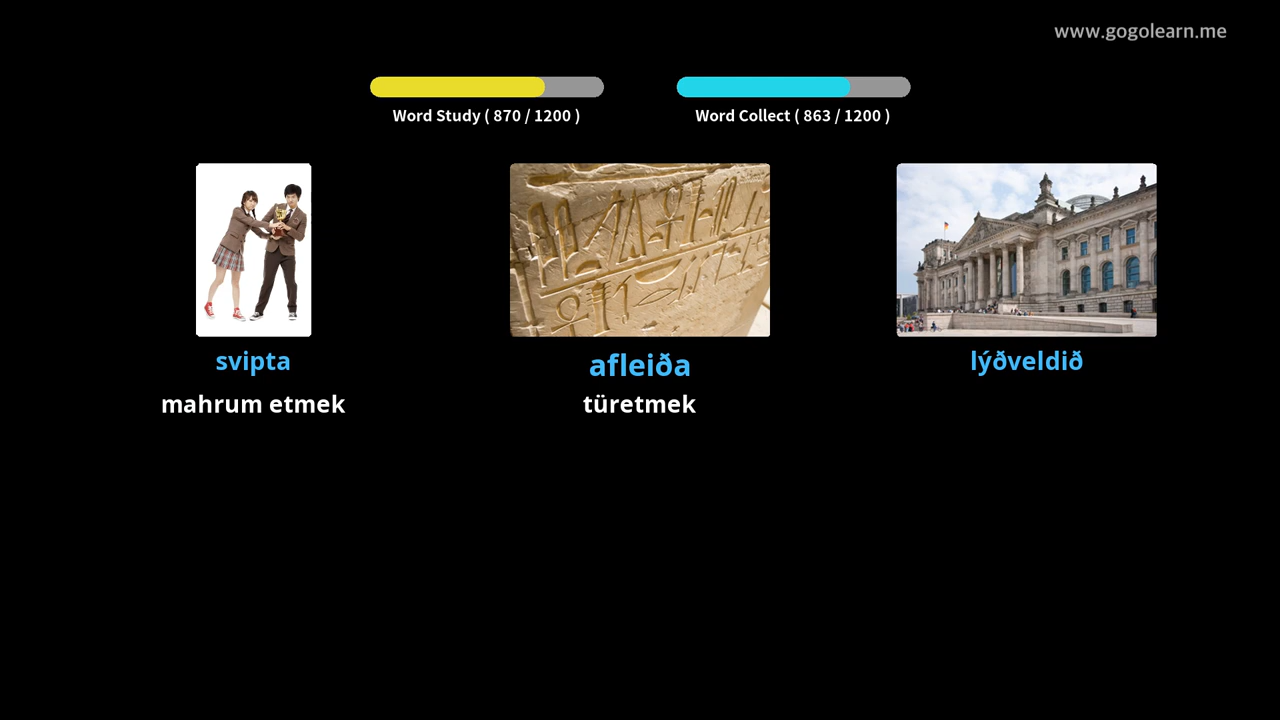 www.gogolearn.me
Word Study ( 870 / 1200 )
Word Collect ( 863 / 1200 )
svipta
afleiða
lýðveldið
mahrum etmek
türetmek